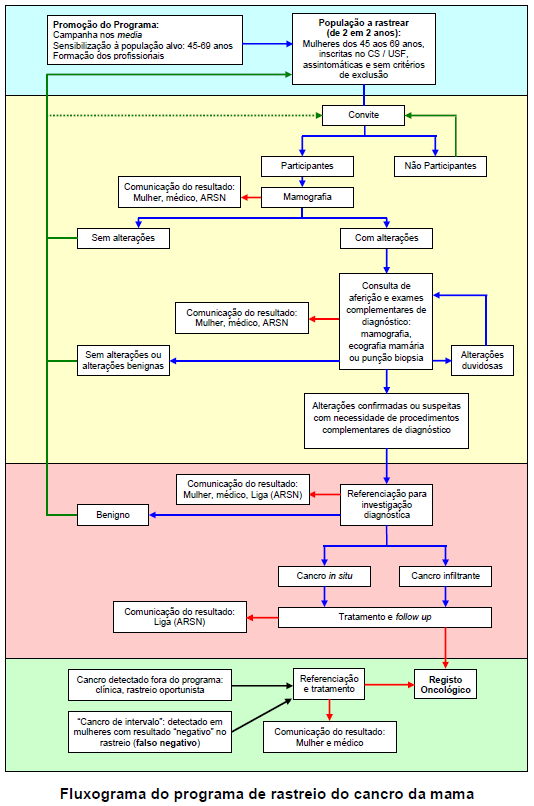 Promoção do Programa:
Campanha nos media
Sensibilização à população alvo: 45-69 anos
Formação dos profissionais
População a rastrear
(de 2 em 2 anos):
Mulheres dos 45 aos 69 anos,
inscritas no CS / USF,
assintomáticas e sem critérios
de exclusão
Convite
Participantes
Não Participantes
Comunicação do resultado:
Mulher, médico, ARSN
Mamografia
Sem alterações
Com alterações
Consulta de
aferição e exames
complementares de
diagnóstico:
mamografia,
ecografia mamária
ou punção biopsia
Comunicação do resultado:
Mulher, médico, ARSN
Sem alterações ou
alterações benignas
Alterações
duvidosas
Alterações confirmadas ou suspeitas
com necessidade de procedimentos
complementares de diagnóstico
Comunicação do resultado:
Mulher, médico, Liga (ARSN)
Referenciação para
investigação
diagnóstica
Benigno
Cancro in situ
Cancro infiltrante
Comunicação do resultado:
Liga (ARSN)
Tratamento e follow up
Cancro detectado fora do programa:
clínica, rastreio oportunista
Referenciação
e tratamento
Registo
Oncológico
“Cancro de intervalo”: detectado em
mulheres com resultado “negativo” no
rastreio (falso negativo)
Comunicação do resultado:
Mulher e médico
Fluxograma do programa de rastreio do cancro da mama